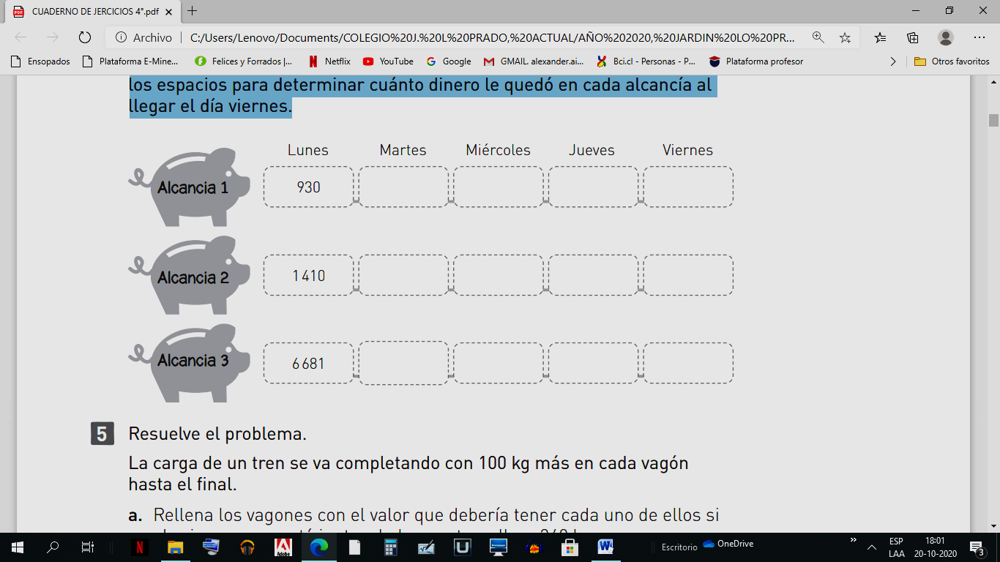 CUADERNO DE JERCICIOS 4°.pdf
Archivo C:/Users/Lenovo/Documents/COLEGIO%20J.%20L%20PRADO,%20ACTUAL/AÑO%202020,%20JARDIN%20LO%20PR...
Ensopados Plataforma E-Mine... Felices y Forrados |... Netflix YouTube Google GMAIL. alexander.ai... Bci.cl - Personas - P... Plataforma profesor Otros favoritos
los espacios para determinar cuánto dinero le quedó en cada alcancía al
llegar el día viernes.
Lunes Martes Miércoles Jueves Viernes
Alcancia 1 930
Alcancia 2 1 410
Alcancia 3 6 681
5 Resuelve el problema.
La carga de un tren se va completando con 100 kg más en cada vagón
hasta el final.
a. Rellena los vagones con el valor que debería tener cada uno de ellos si
Escritorio OneDrive ESP 18:01
LAA 20-10-2020 3